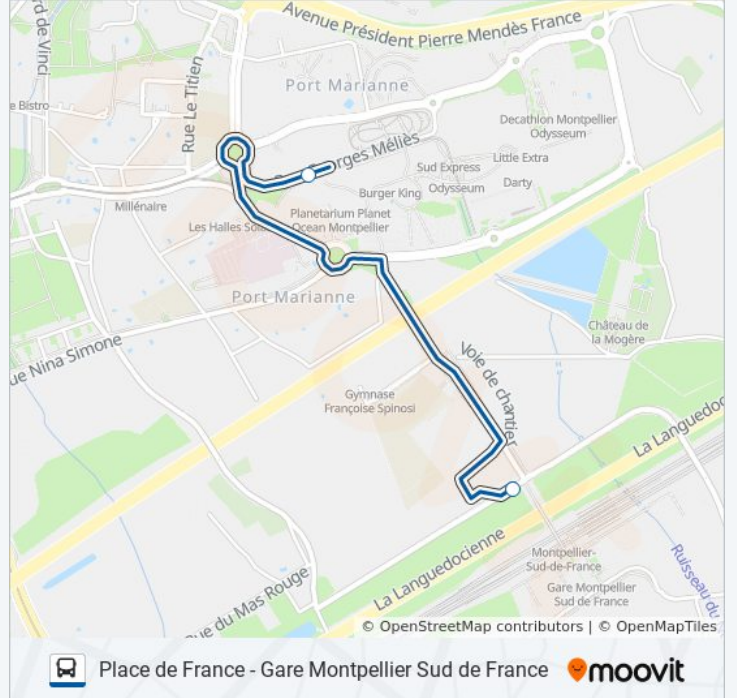 Avenue Président Pierre Mendès France
rd de Vinci
Rue Le Titien
Port Marianne
e Bistro
Decathlon Montpellier
Odysseum
orges Méliès
Little Extra
Sud Express
Odysseum
Darty
Burger King
Millénaire
Planetarium Planet
Ocean Montpellier
Les Halles Sol
Port Marianne
Château de
la Mogère
ue Nina Simone
Voie de chantier
Gymnase
Françoise Spinosi
La Languedoc
La Languedocienne
Montpellier-
Sud-de-France
Gare Montpellier
Sud de France
Ruisseau du
Rue du Mas Rouge
© OpenStreetMap contributors | © OpenMapTiles
Place de France - Gare Montpellier Sud de France
moovit